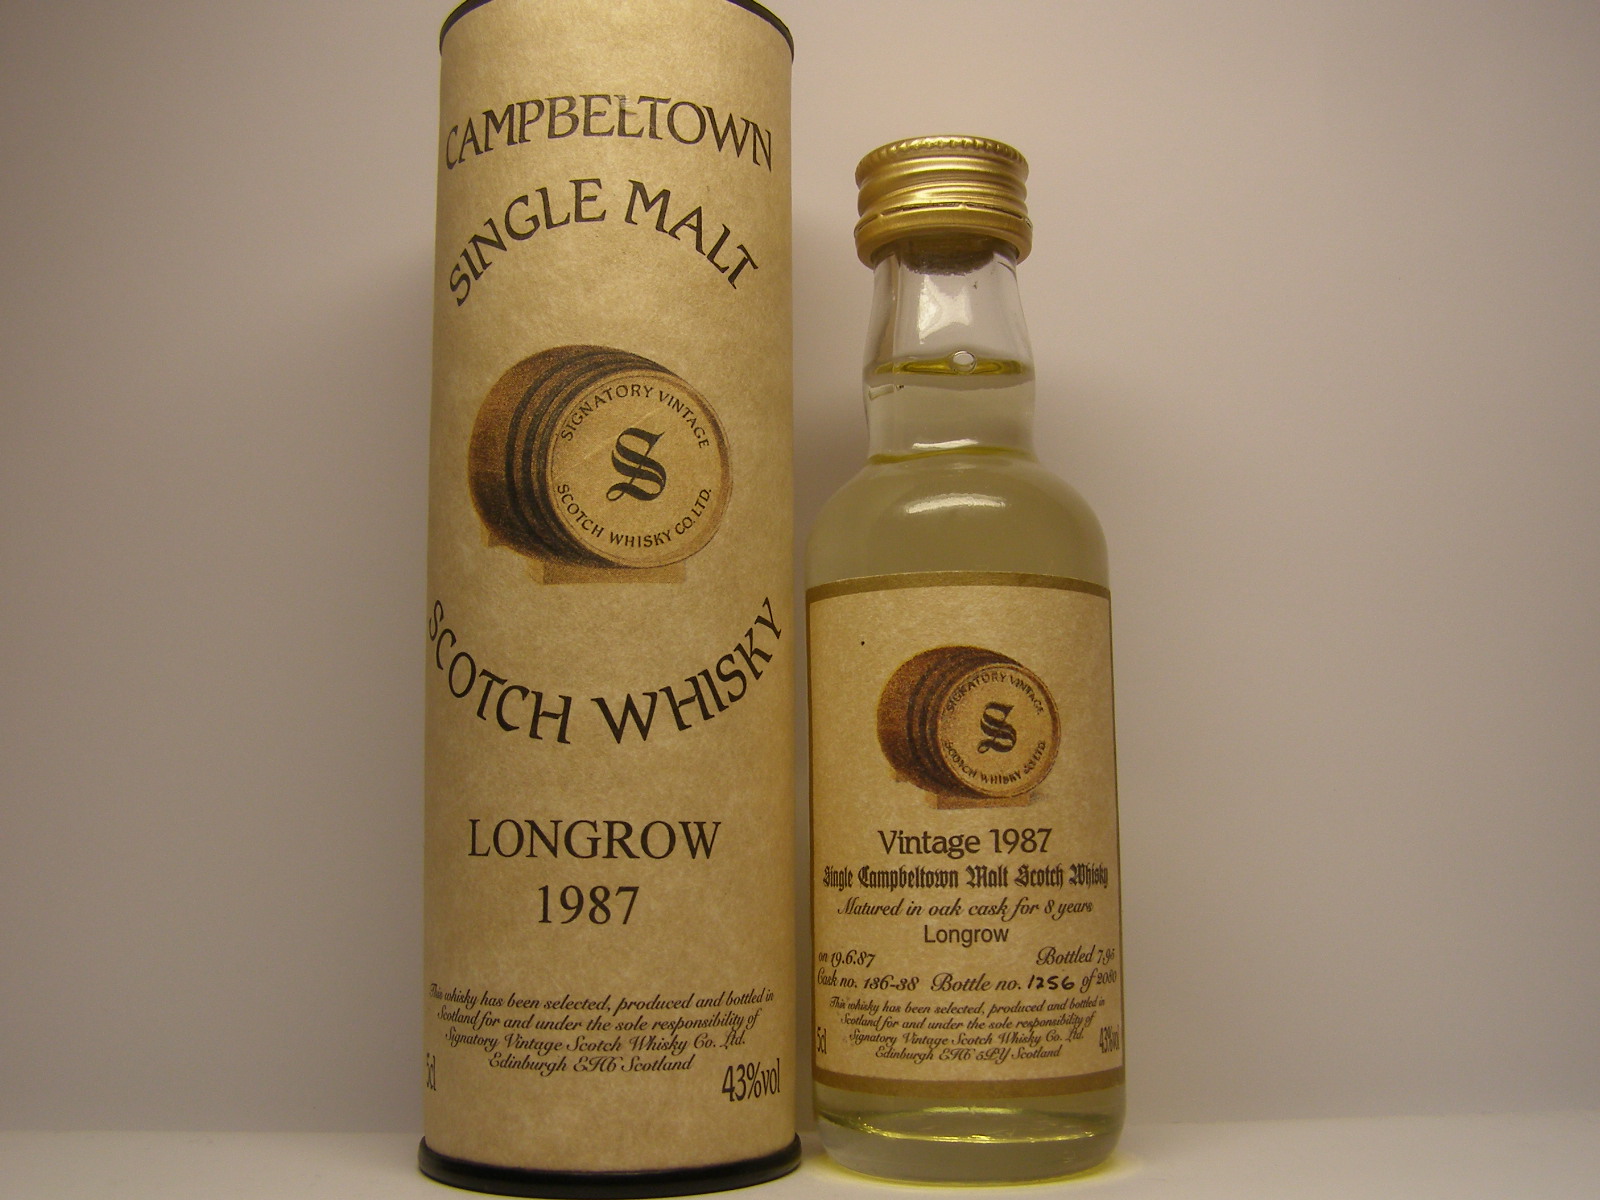 CAMPBELTOWN
SINGLE MALT
SIGNATORY VINTAGE
S
SCOTCH WHISKY CO. LTD.
SCOTCH WHISKY
LONGROW
1987
This whisky has been selected, produced and bottled in
Scotland for and under the sole responsibility of
Signatory Vintage Scotch Whisky Co. Ltd.
Edinburgh EH6 Scotland
5cl
43%vol
SIGNATORY VINTAGE
S
SCOTCH WHISKY CO. LTD.
Vintage 1987
Single Campbeltown Malt Scotch Whisky
Matured in oak cask for 8 years
Longrow
on 19.6.87 Bottled 7.95
Cask no. 136-38 Bottle no. 1256 of 2080
This whisky has been selected, produced and bottled in
Scotland for and under the sole responsibility of
Signatory Vintage Scotch Whisky Co. Ltd.
Edinburgh EH6 5PY Scotland
5cl
43%vol